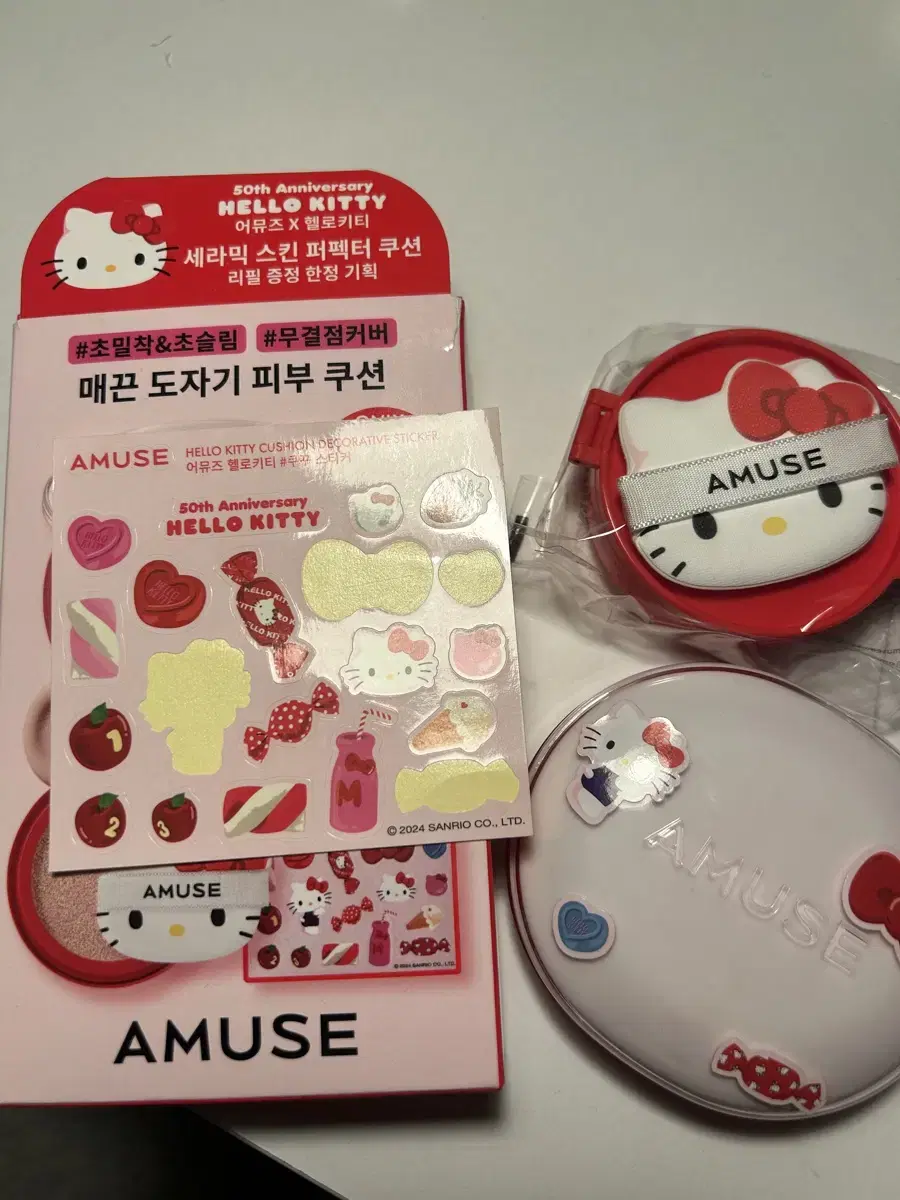 50th Anniversary
HELLO KITTY
어뮤즈 X 헬로키티
세라믹 스킨 퍼펙터 쿠션
리필 증정 한정 기획
#초밀착&초슬림 #무결점커버
매끈 도자기 피부 쿠션
AMUSE HELLO KITTY CUSHION DECORATIVE STICKER
어뮤즈 헬로키티 #뮤꾸 스티커
50th Anniversary
HELLO KITTY
HELLO KITTY
HELLO
1
2
3
M
© 2024 SANRIO CO., LTD.
AMUSE
AMUSE
AMUSE
AMUSE